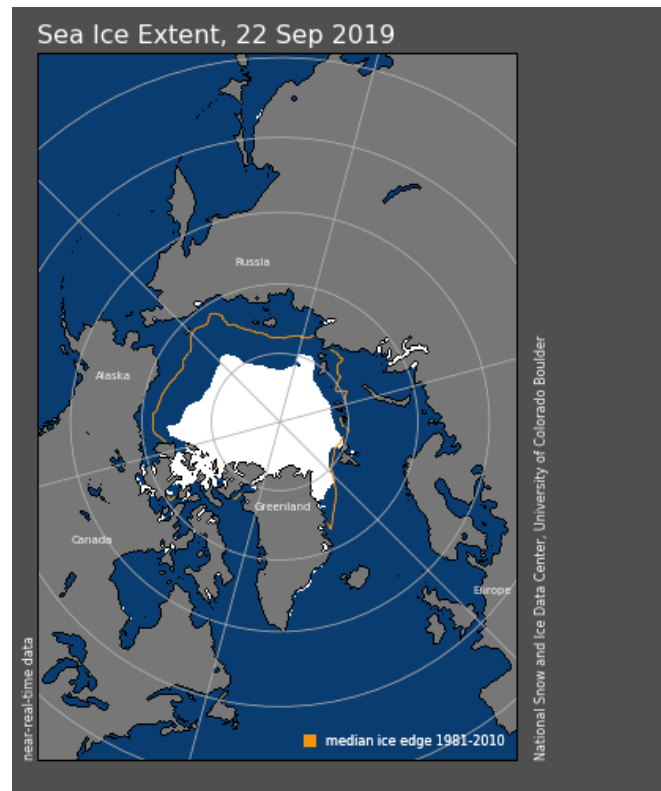 Sea Ice Extent, 22 Sep 2019
Russia
Alaska
Greenland
Canada
Europe
near-real-time data
National Snow and Ice Data Center, University of Colorado Boulder
median ice edge 1981-2010